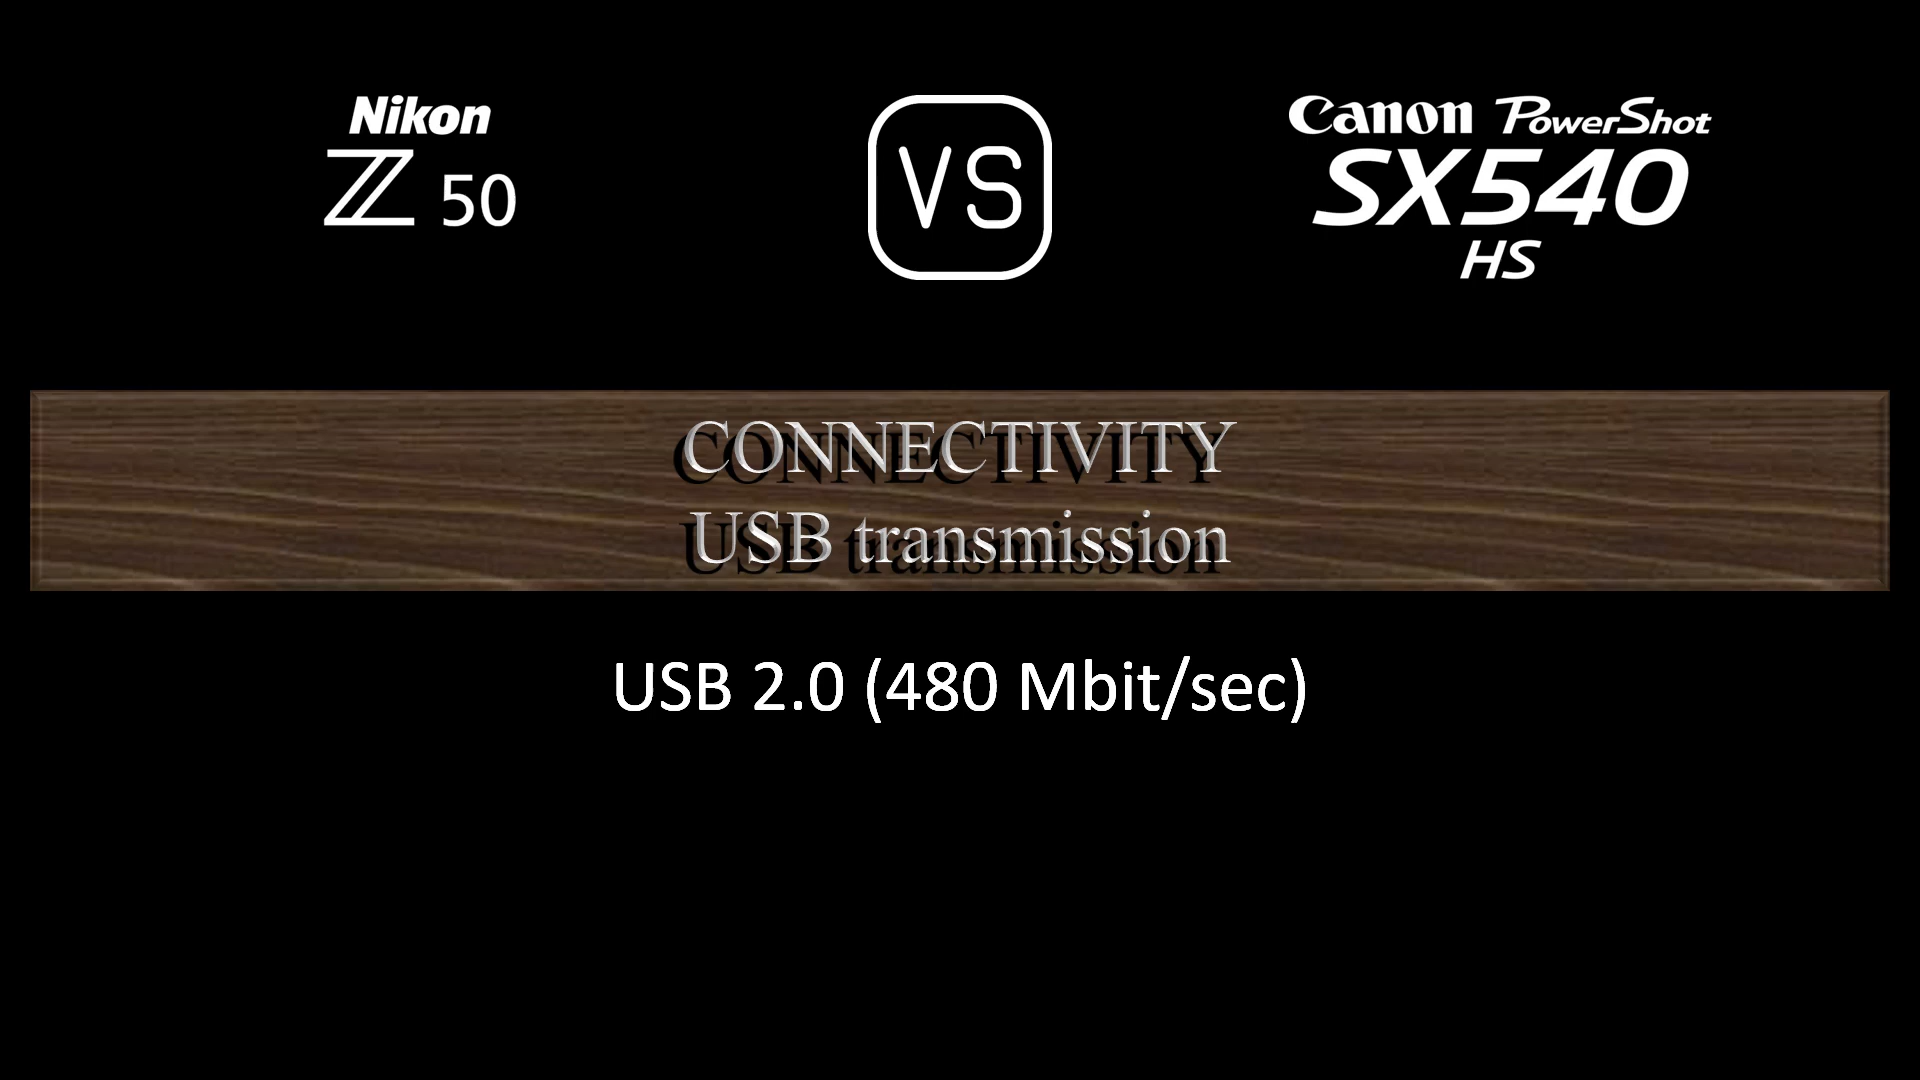 Nikon
Z 50
VS
Canon PowerShot
SX540
HS
CONNECTIVITY
USB transmission
USB 2.0 (480 Mbit/sec)